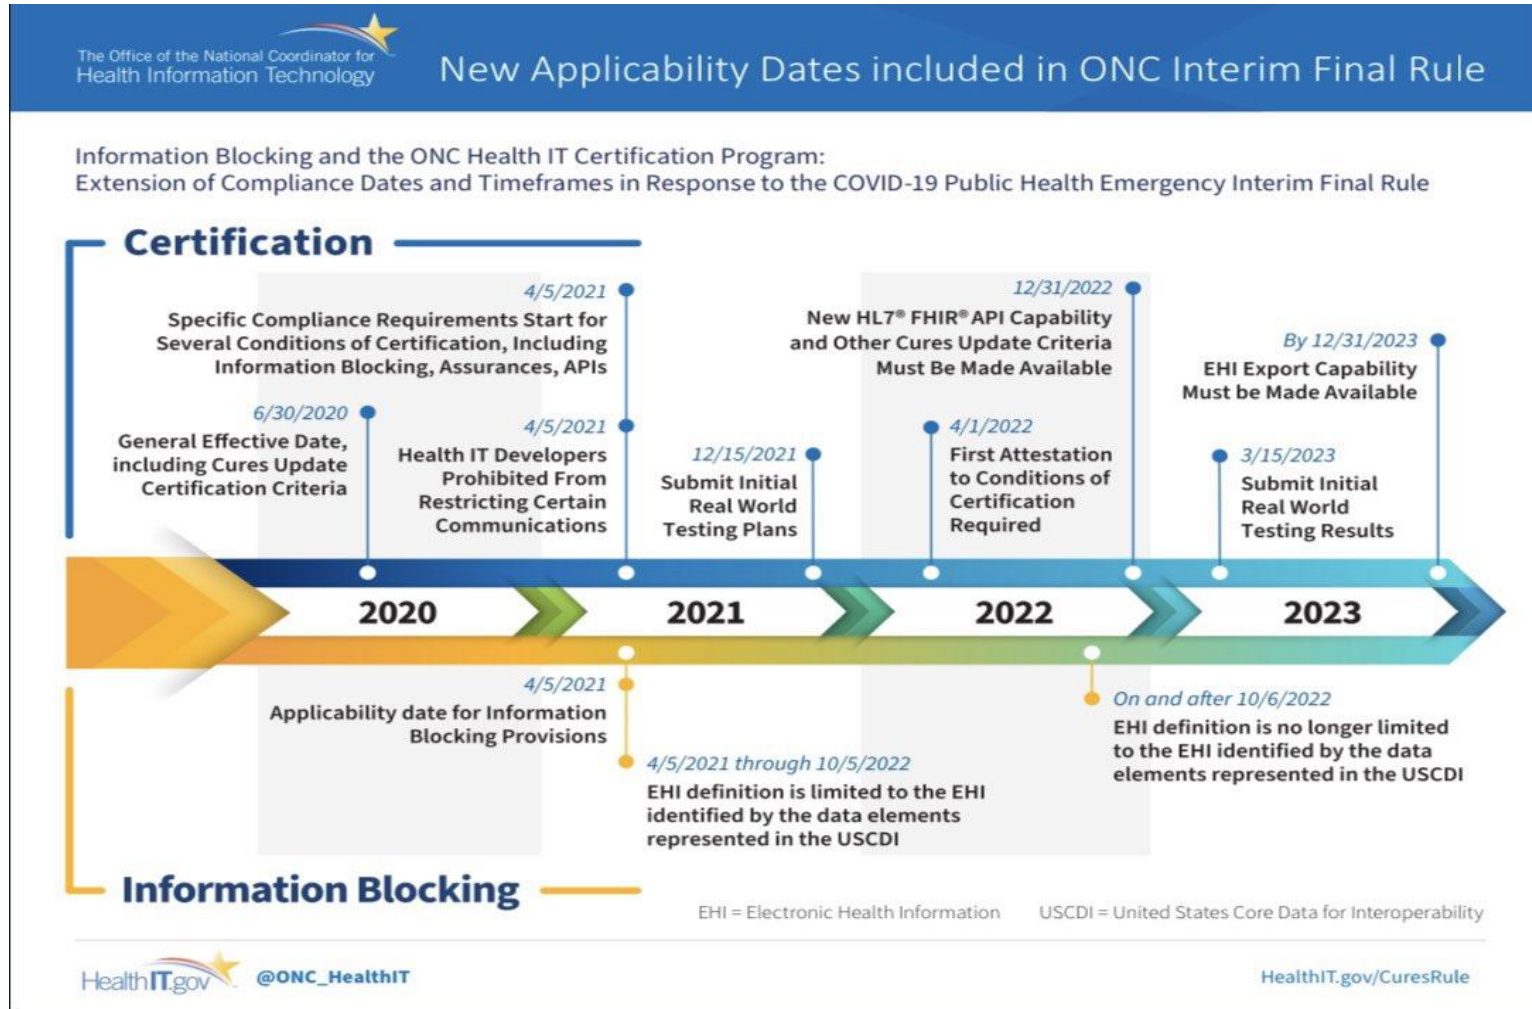 The Office of the National Coordinator for
Health Information Technology
New Applicability Dates included in ONC Interim Final Rule
Information Blocking and the ONC Health IT Certification Program:
Extension of Compliance Dates and Timeframes in Response to the COVID-19 Public Health Emergency Interim Final Rule
Certification
4/5/2021
Specific Compliance Requirements Start for
Several Conditions of Certification, Including
Information Blocking, Assurances, APIs
6/30/2020
General Effective Date,
including Cures Update
Certification Criteria
4/5/2021
Health IT Developers
Prohibited From
Restricting Certain
Communications
12/15/2021
Submit Initial
Real World
Testing Plans
12/31/2022
New HL7® FHIR® API Capability
and Other Cures Update Criteria
Must Be Made Available
4/1/2022
First Attestation
to Conditions of
Certification
Required
By 12/31/2023
EHI Export Capability
Must be Made Available
3/15/2023
Submit Initial
Real World
Testing Results
2020
2021
2022
2023
4/5/2021
Applicability date for Information
Blocking Provisions
4/5/2021 through 10/5/2022
EHI definition is limited to the EHI
identified by the data elements
represented in the USCDI
On and after 10/6/2022
EHI definition is no longer limited
to the EHI identified by the data
elements represented in the USCDI
Information Blocking
EHI = Electronic Health Information
USCDI = United States Core Data for Interoperability
HealthIT.gov
@ONC_HealthIT
HealthIT.gov/CuresRule